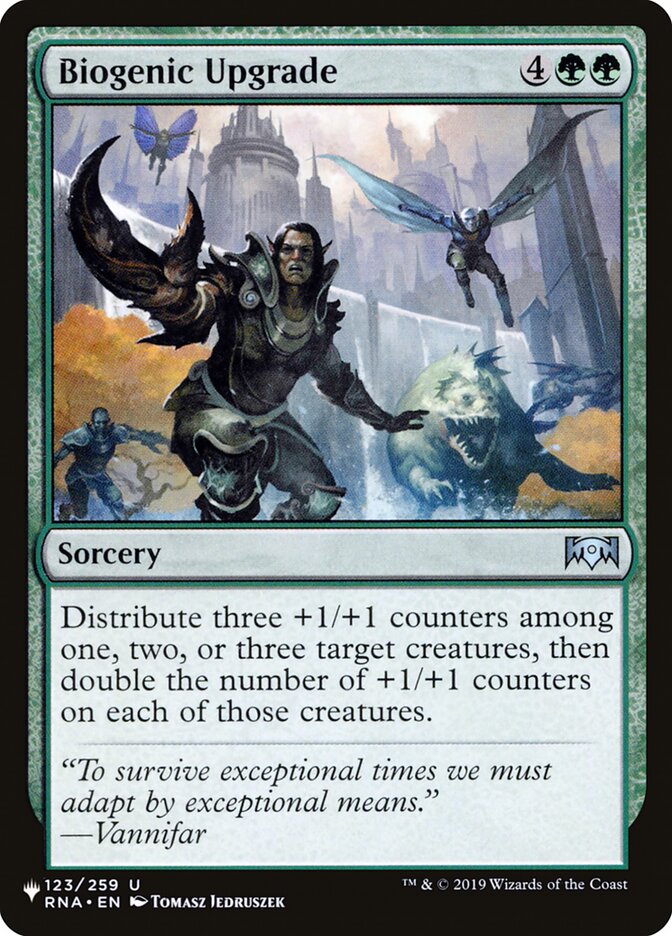 Biogenic Upgrade 4
Sorcery
Distribute three +1/+1 counters among
one, two, or three target creatures, then
double the number of +1/+1 counters
on each of those creatures.
“To survive exceptional times we must
adapt by exceptional means.”
—Vannifar
123/259 U
RNA • EN Tomasz Jedruszek
™ & © 2019 Wizards of the Coast